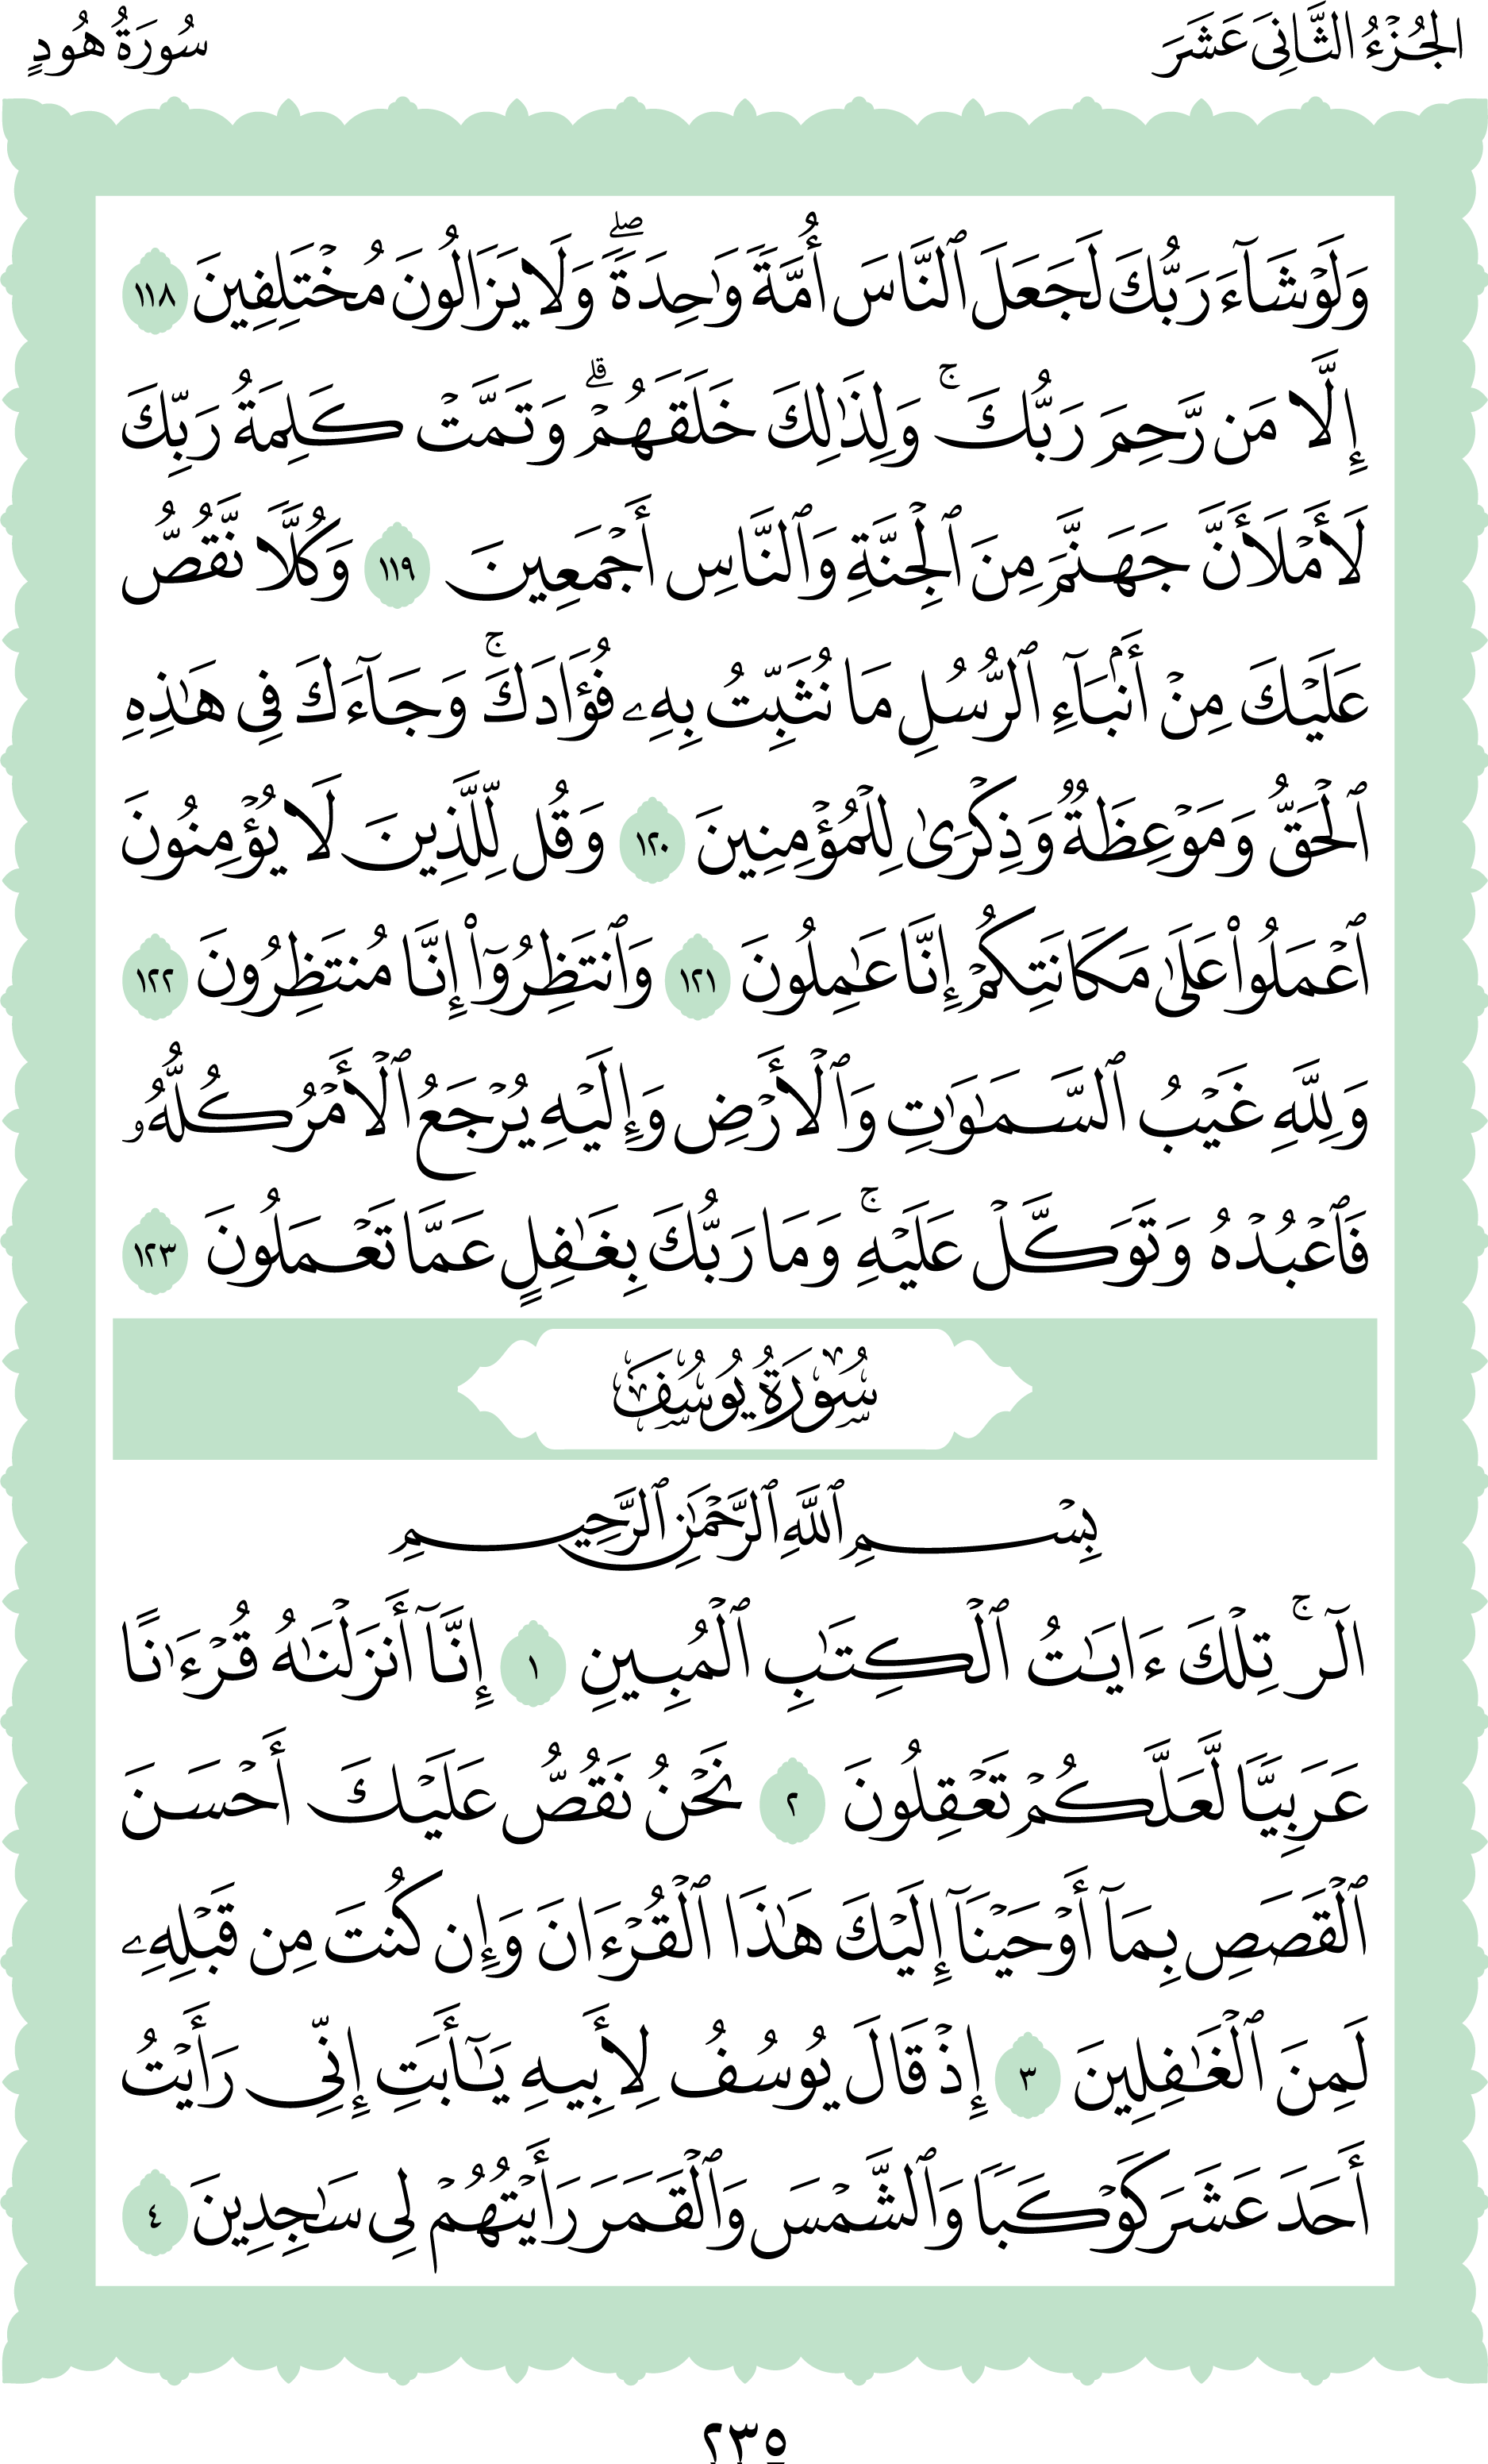 الجُزْءُ الثَّانِيَ عَشَرَ
سُورَةُ هُودٍ
وَلَوْ شَآءَ رَبُّكَ لَجَعَلَ ٱلنَّاسَ أُمَّةً وَٰحِدَةًۖ وَلَا يَزَالُونَ مُخْتَلِفِينَ ١١٨
إِلَّا مَن رَّحِمَ رَبُّكَۚ وَلِذَٰلِكَ خَلَقَهُمْۗ وَتَمَّتْ كَلِمَةُ رَبِّكَ
لَأَمْلَأَنَّ جَهَنَّمَ مِنَ ٱلْجِنَّةِ وَٱلنَّاسِ أَجْمَعِينَ ١١٩ وَكُلًّا نَّقُصُّ
عَلَيْكَ مِنْ أَنۢبَآءِ ٱلرُّسُلِ مَا نُثَبِّتُ بِهِۦ فُؤَادَكَۚ وَجَآءَكَ فِى هَٰذِهِ
ٱلْحَقُّ وَمَوْعِظَةٌ وَذِكْرَىٰ لِلْمُؤْمِنِينَ ١٢٠ وَقُل لِّلَّذِينَ لَا يُؤْمِنُونَ
ٱعْمَلُوا۟ عَلَىٰ مَكَانَتِكُمْ إِنَّا عَٰمِلُونَ ١٢١ وَٱنتَظِرُوٓا۟ إِنَّا مُنتَظِرُونَ ١٢٢
وَلِلَّهِ غَيْبُ ٱلسَّمَٰوَٰتِ وَٱلْأَرْضِ وَإِلَيْهِ يُرْجَعُ ٱلْأَمْرُ كُلُّهُۥ
فَٱعْبُدْهُ وَتَوَكَّلْ عَلَيْهِۚ وَمَا رَبُّكَ بِغَٰفِلٍ عَمَّا تَعْمَلُونَ ١٢٣
سُورَةُ يُوسُفَ
بِسْمِ ٱللَّهِ ٱلرَّحْمَٰنِ ٱلرَّحِيمِ
الٓرۚ تِلْكَ ءَايَٰتُ ٱلْكِتَٰبِ ٱلْمُبِينِ ١ إِنَّآ أَنزَلْنَٰهُ قُرْءَٰنًا
عَرَبِيًّا لَّعَلَّكُمْ تَعْقِلُونَ ٢ نَحْنُ نَقُصُّ عَلَيْكَ أَحْسَنَ
ٱلْقَصَصِ بِمَآ أَوْحَيْنَآ إِلَيْكَ هَٰذَا ٱلْقُرْءَانَ وَإِن كُنتَ مِن قَبْلِهِۦ
لَمِنَ ٱلْغَٰفِلِينَ ٣ إِذْ قَالَ يُوسُفُ لِأَبِيهِ يَٰٓأَبَتِ إِنِّى رَأَيْتُ
أَحَدَ عَشَرَ كَوْكَبًا وَٱلشَّمْسَ وَٱلْقَمَرَ رَأَيْتُهُمْ لِى سَٰجِدِينَ ٤
٢٣٥